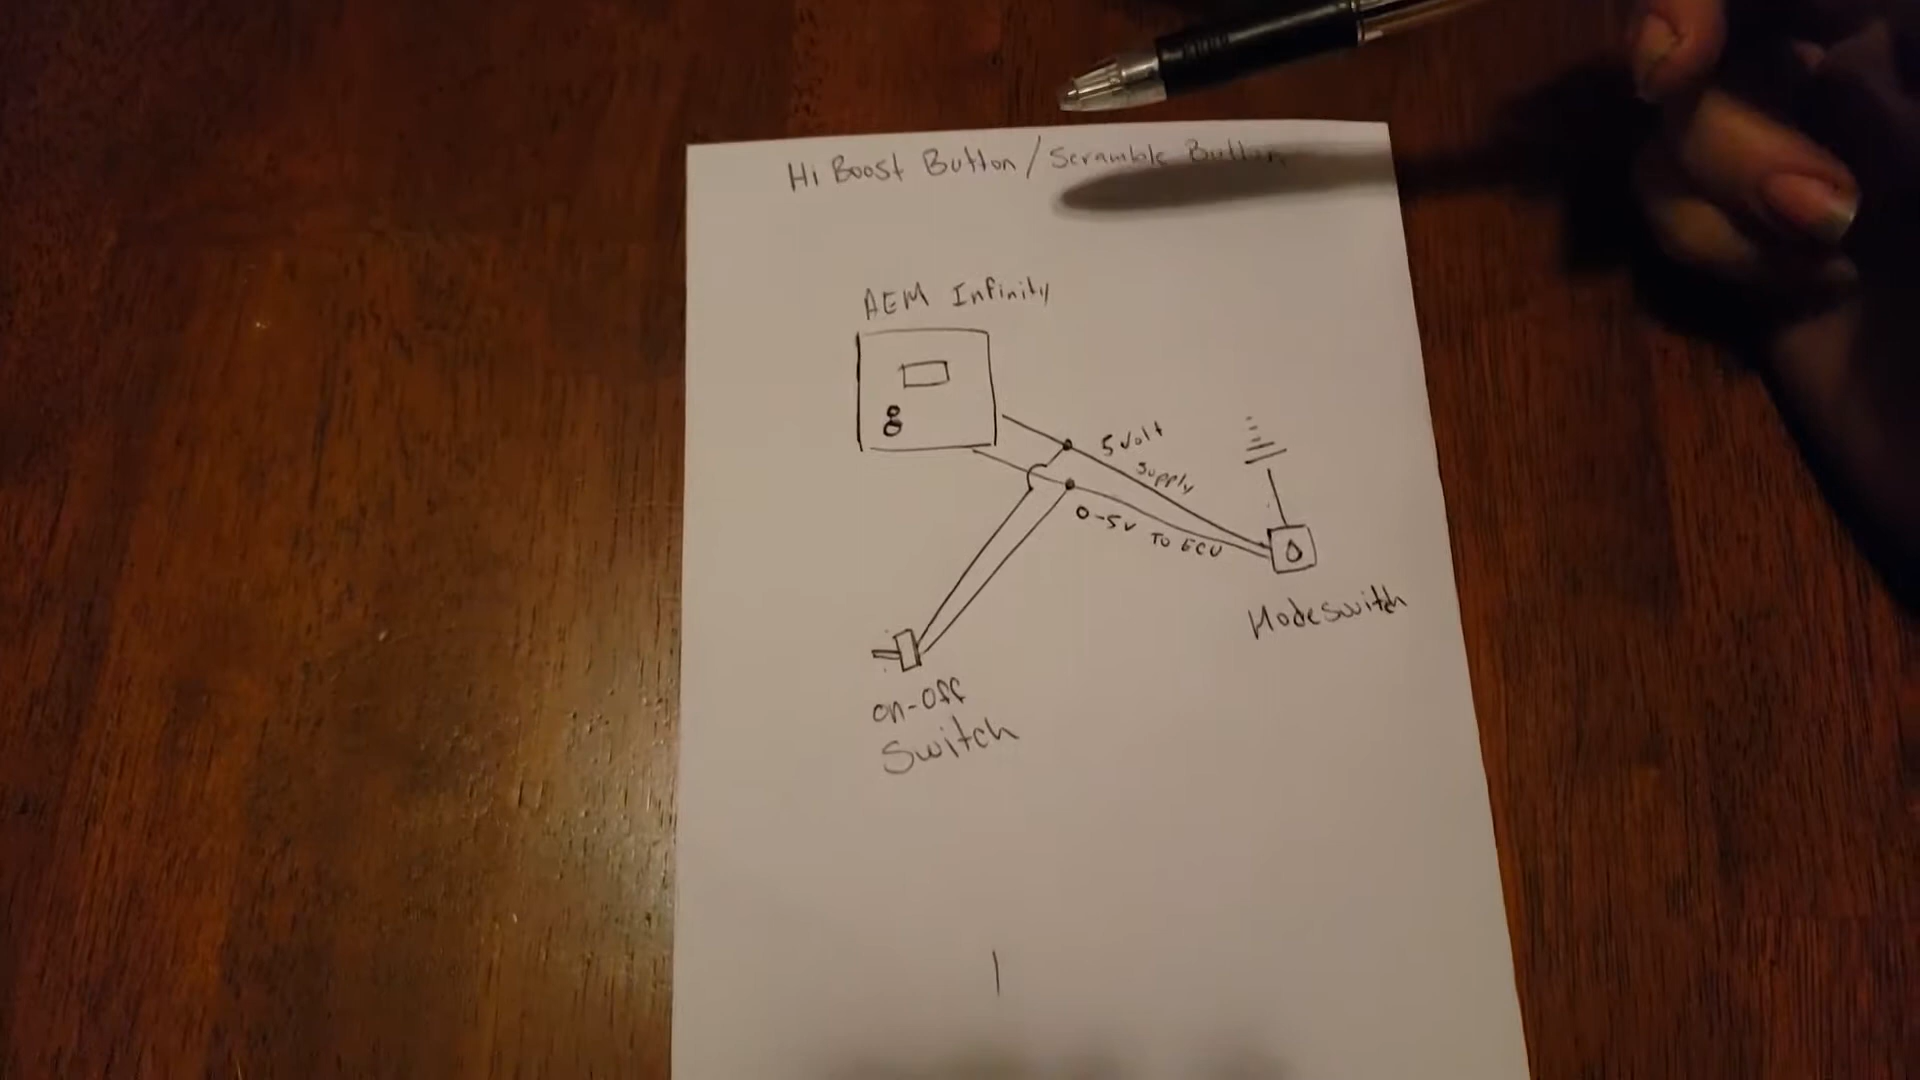 Hi Boost Button / Scramble Button
AEM Infinity
5 Volt
Supply
0-5v To ECU
Modeswitch
on-off
Switch